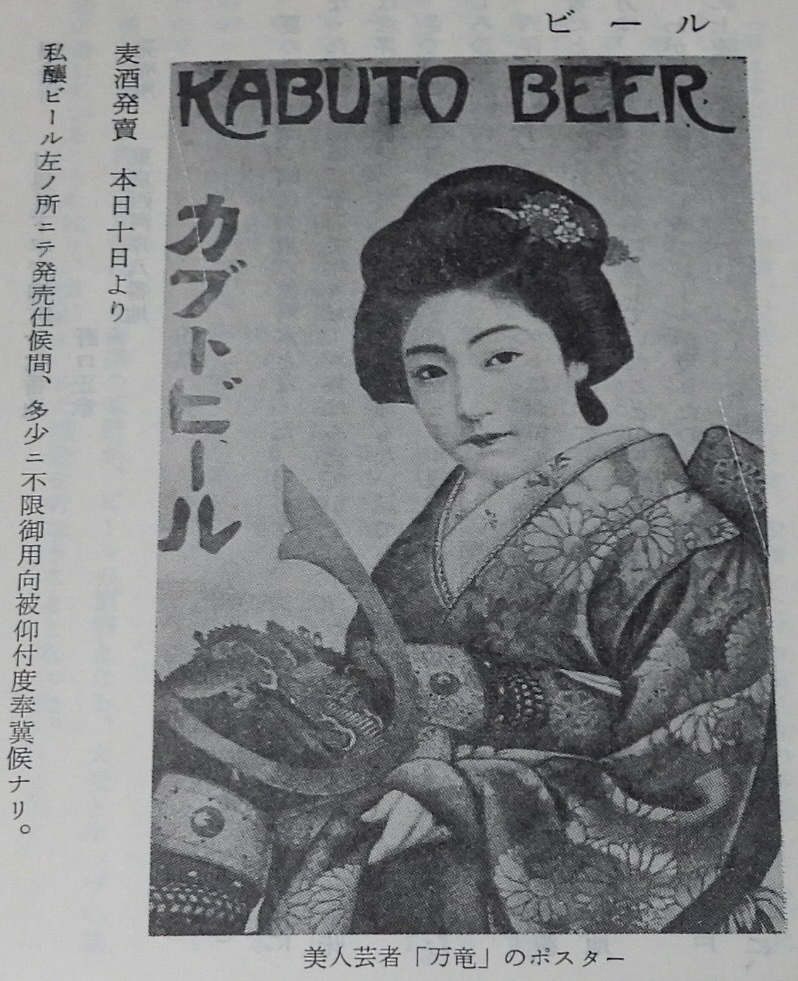 ビール
KABUTO BEER
カブトビール
美人芸者「万竜」のポスター
麦酒発賣 本日十日より
私醸ビール左ノ所ニテ発売仕候間、多少ニ不限御用向被仰付度奉冀候ナリ。